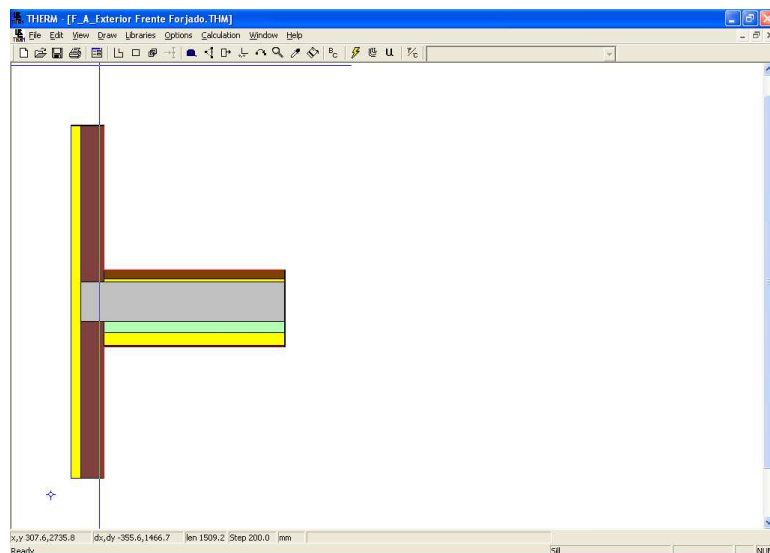 THERM - [F_A_Exterior Frente Forjado.THM]
File Edit View Draw Libraries Options Calculation Window Help
x,y 307.6,2735.8 dx,dy -355.6,1466.7 len 1509.2 Step 200.0 mm
Ready Sill NUM